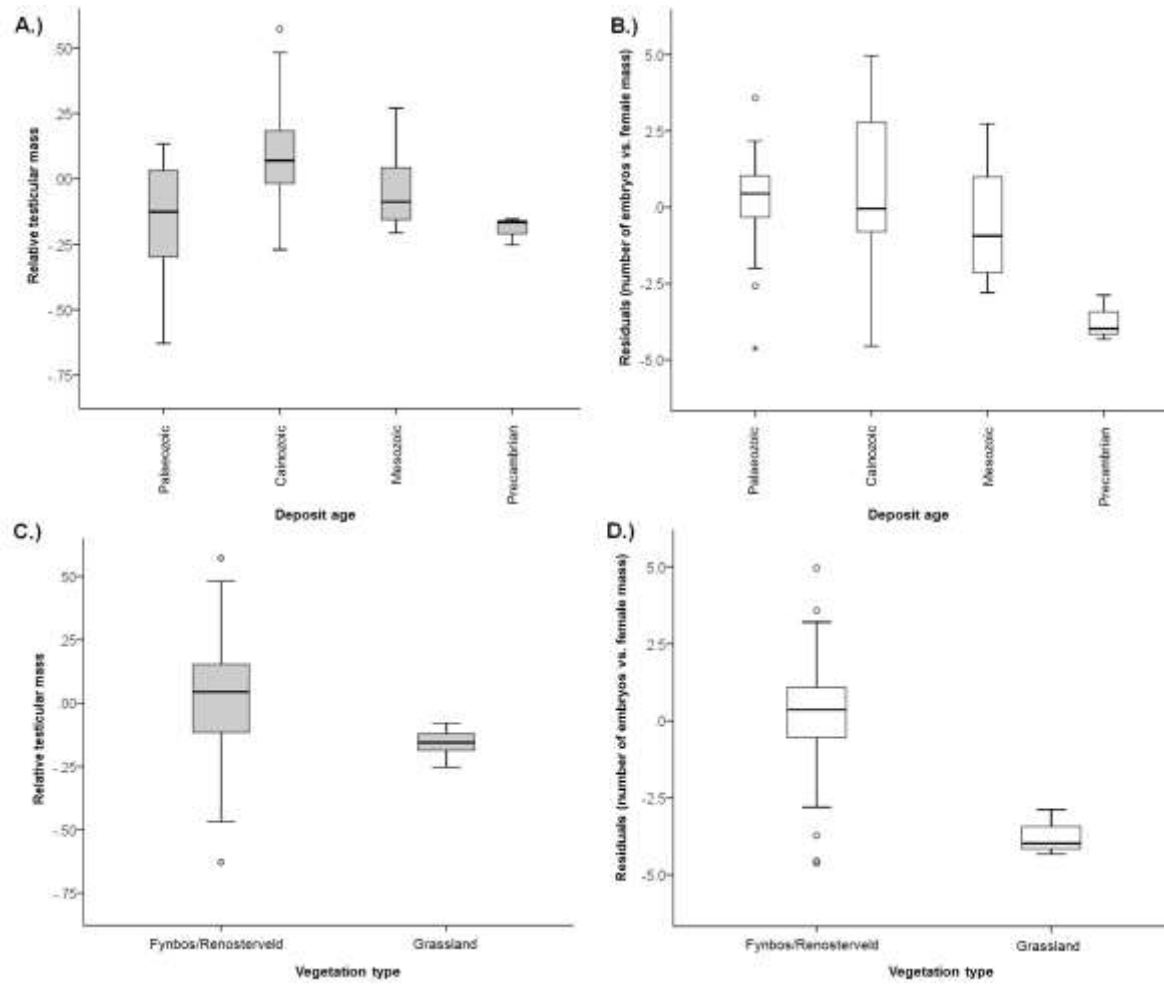 A.)
Relative testicular mass
.50
.25
.00
-.25
-.50
-.75
Palaeozoic
Cainozoic
Mesozoic
Precambrian
Deposit age
B.)
Residuals (number of embryos vs. female mass)
5.0
2.5
.0
-2.5
-5.0
Palaeozoic
Cainozoic
Mesozoic
Precambrian
Deposit age
C.)
Relative testicular mass
.50
.25
.00
-.25
-.50
-.75
Fynbos/Renosterveld
Grassland
Vegetation type
D.)
Residuals (number of embryos vs. female mass)
5.0
2.5
.0
-2.5
-5.0
Fynbos/Renosterveld
Grassland
Vegetation type